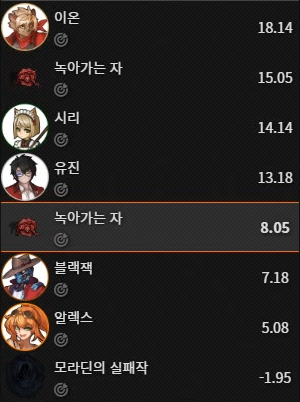 이온
18.14
녹아가는 자
15.05
시리
14.14
유진
13.18
녹아가는 자
8.05
블랙잭
7.18
알렉스
5.08
모라딘의 실패작
-1.95